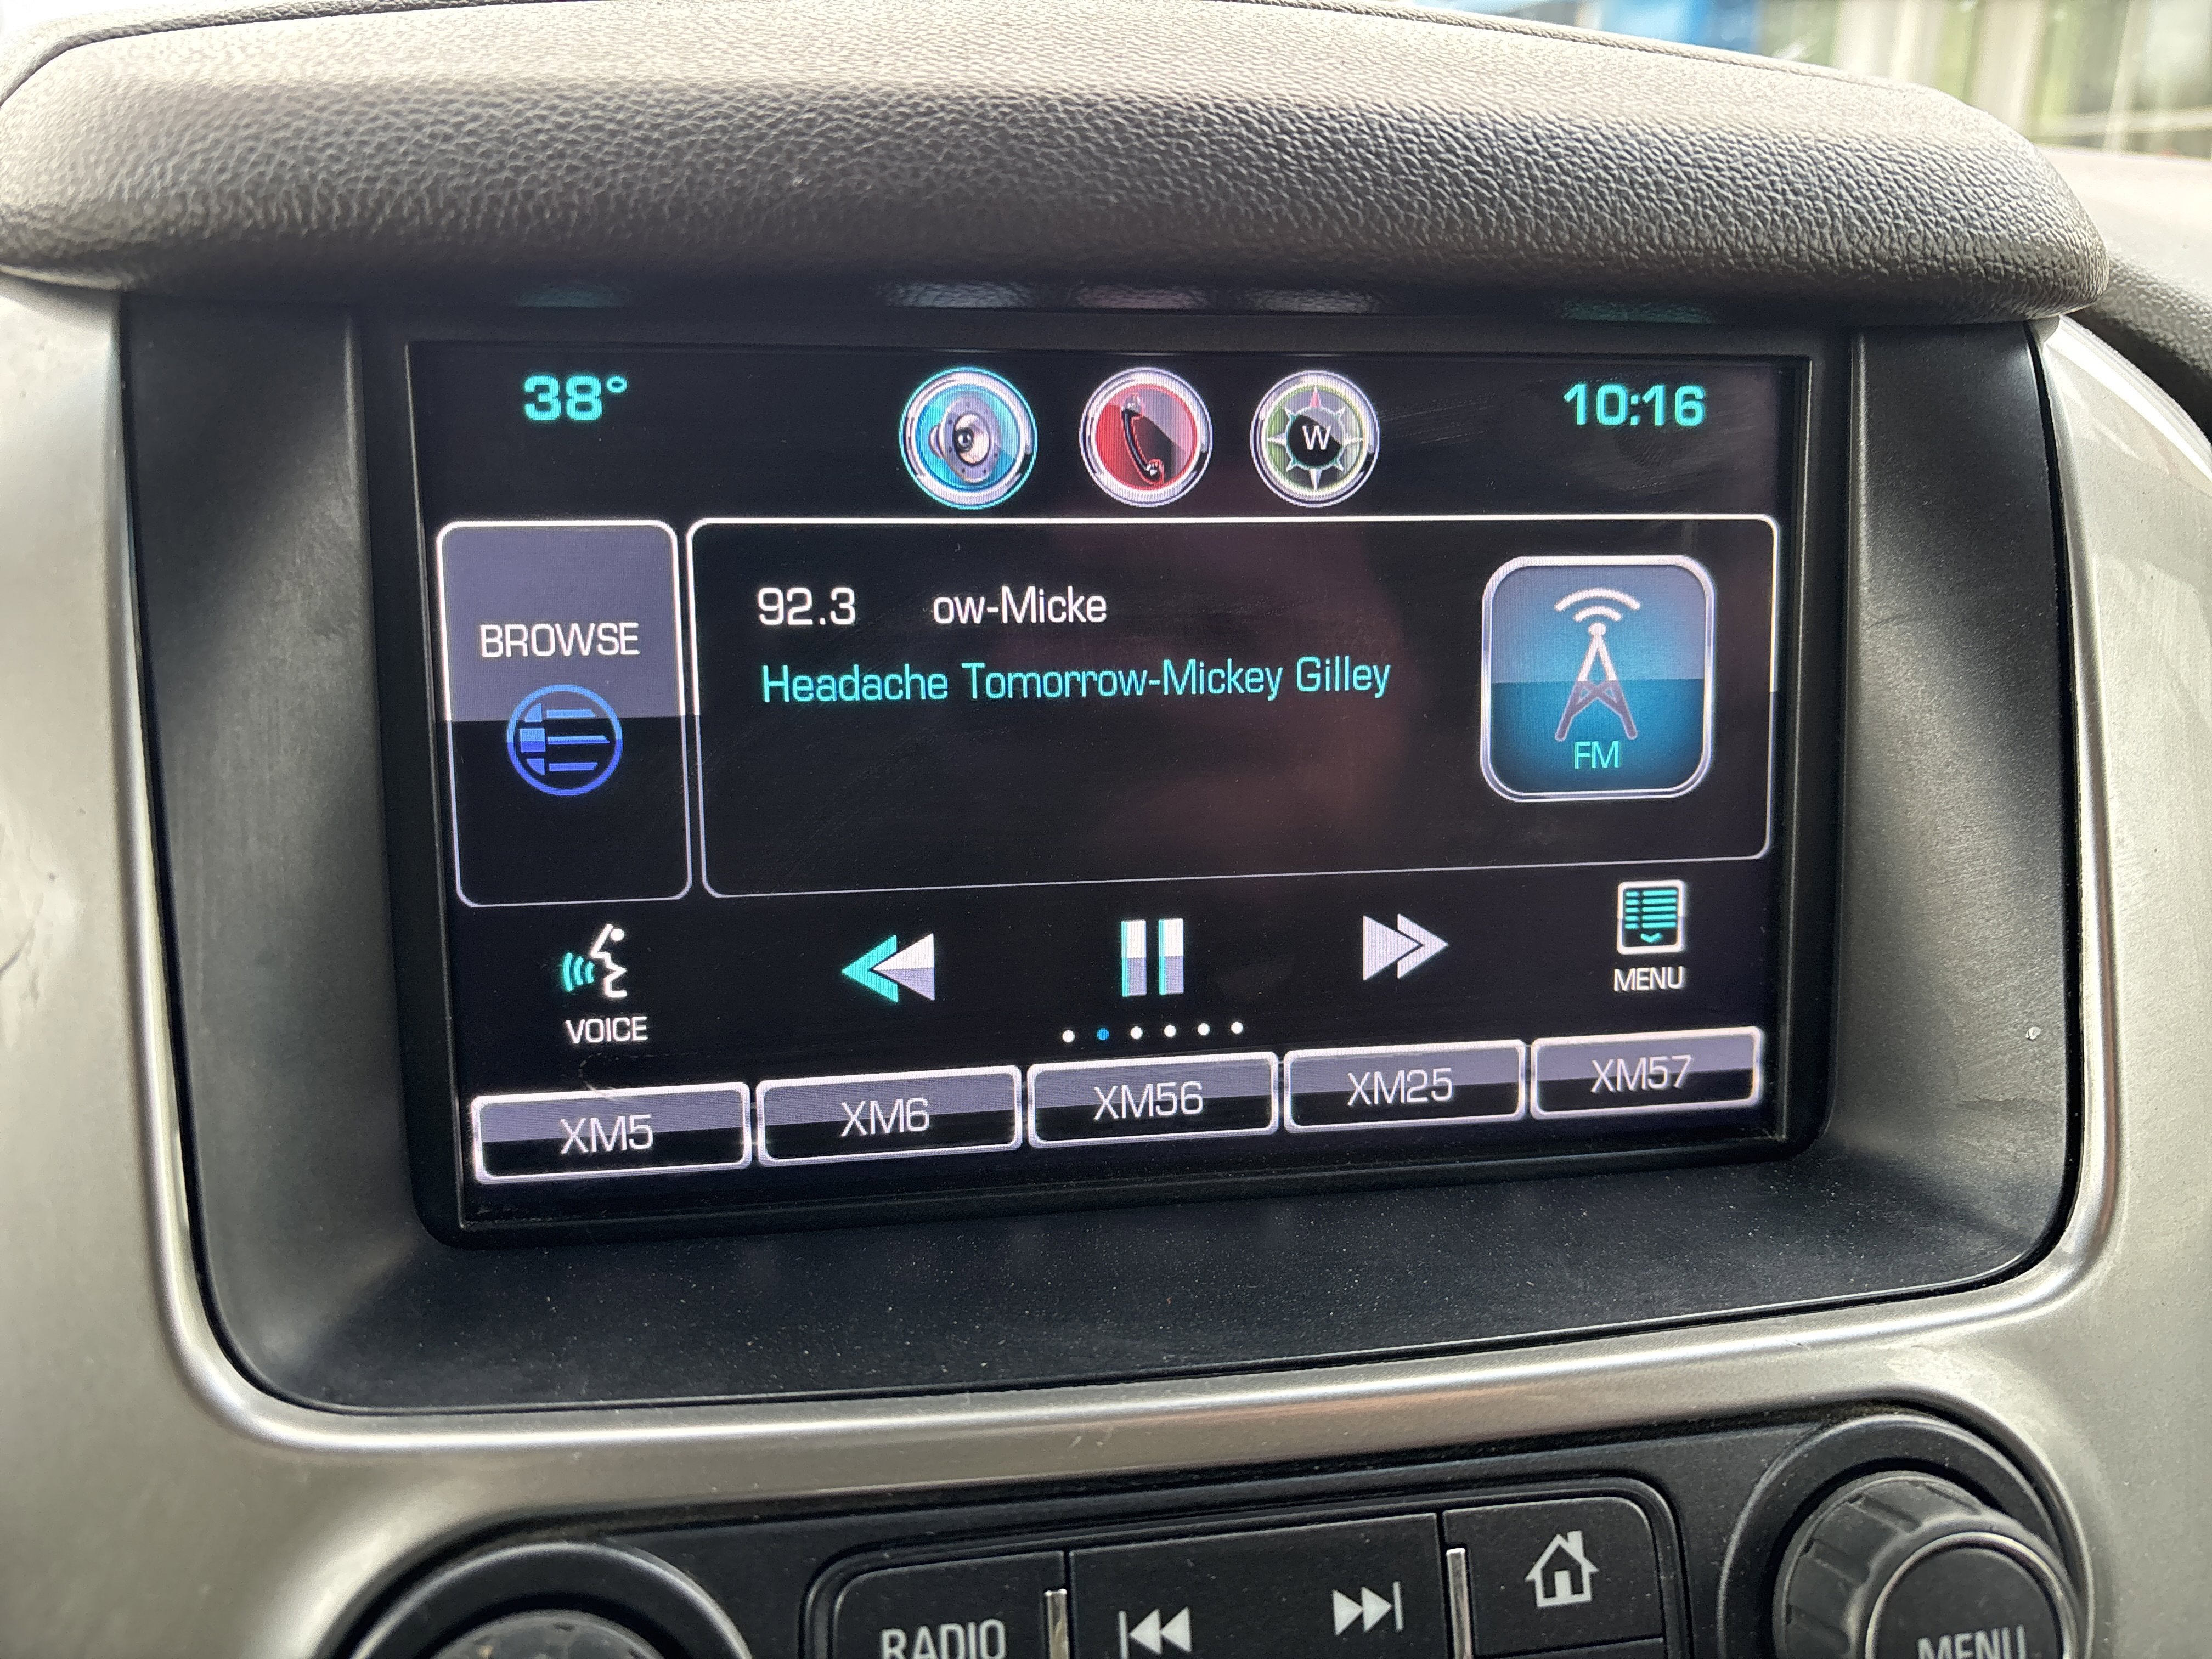 38° W 10:16
BROWSE
92.3 ow-Micke
Headache Tomorrow-Mickey Gilley
FM
VOICE
MENU
XM5 XM6 XM56 XM25 XM57
RADIO
MENU